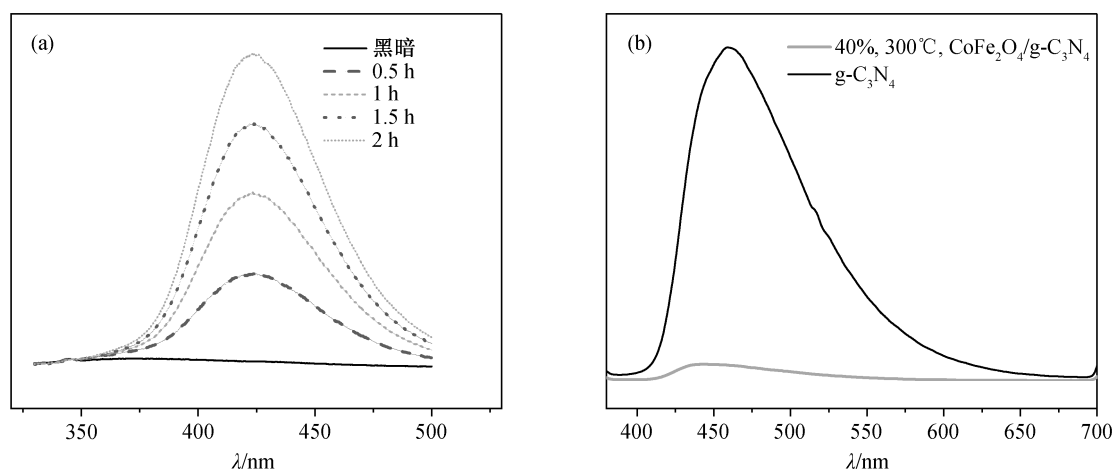 (a)
黑暗
0.5 h
1 h
1.5 h
2 h
350 400 450 500
λ/nm
(b)
40%, 300℃, CoFe₂O₄/g-C₃N₄
g-C₃N₄
400 450 500 550 600 650 700
λ/nm